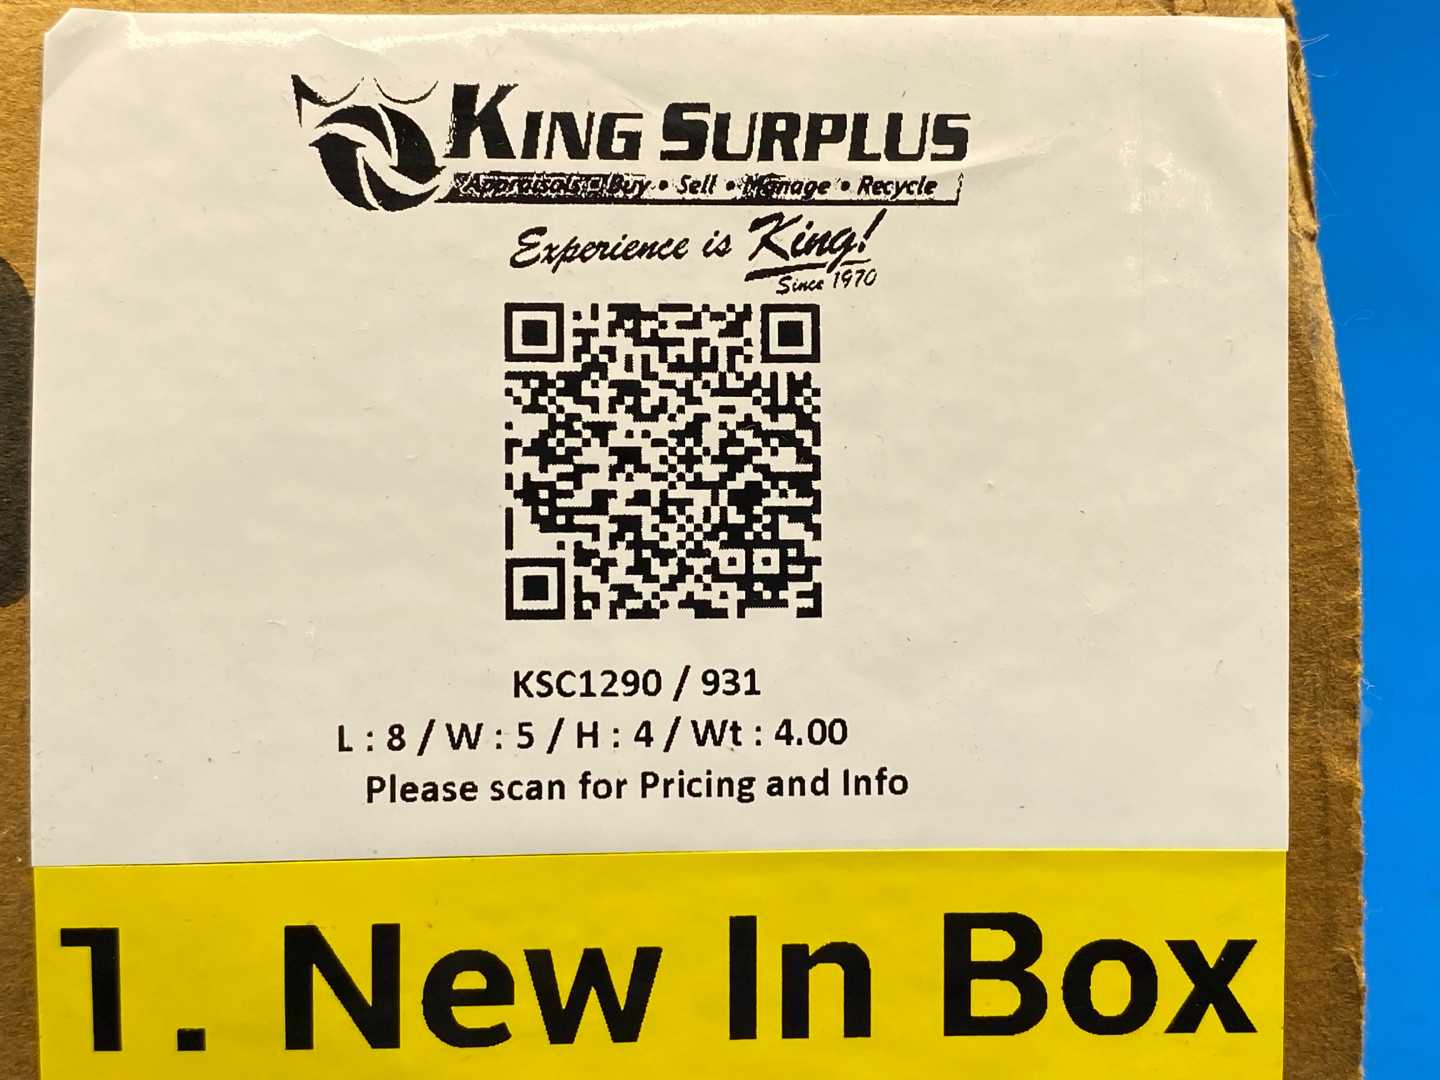 KING SURPLUS
Appraisals • Buy • Sell • Manage • Recycle
Experience is King!
Since 1970
KSC1290 / 931
L : 8 / W : 5 / H : 4 / Wt : 4.00
Please scan for Pricing and Info
1. New In Box